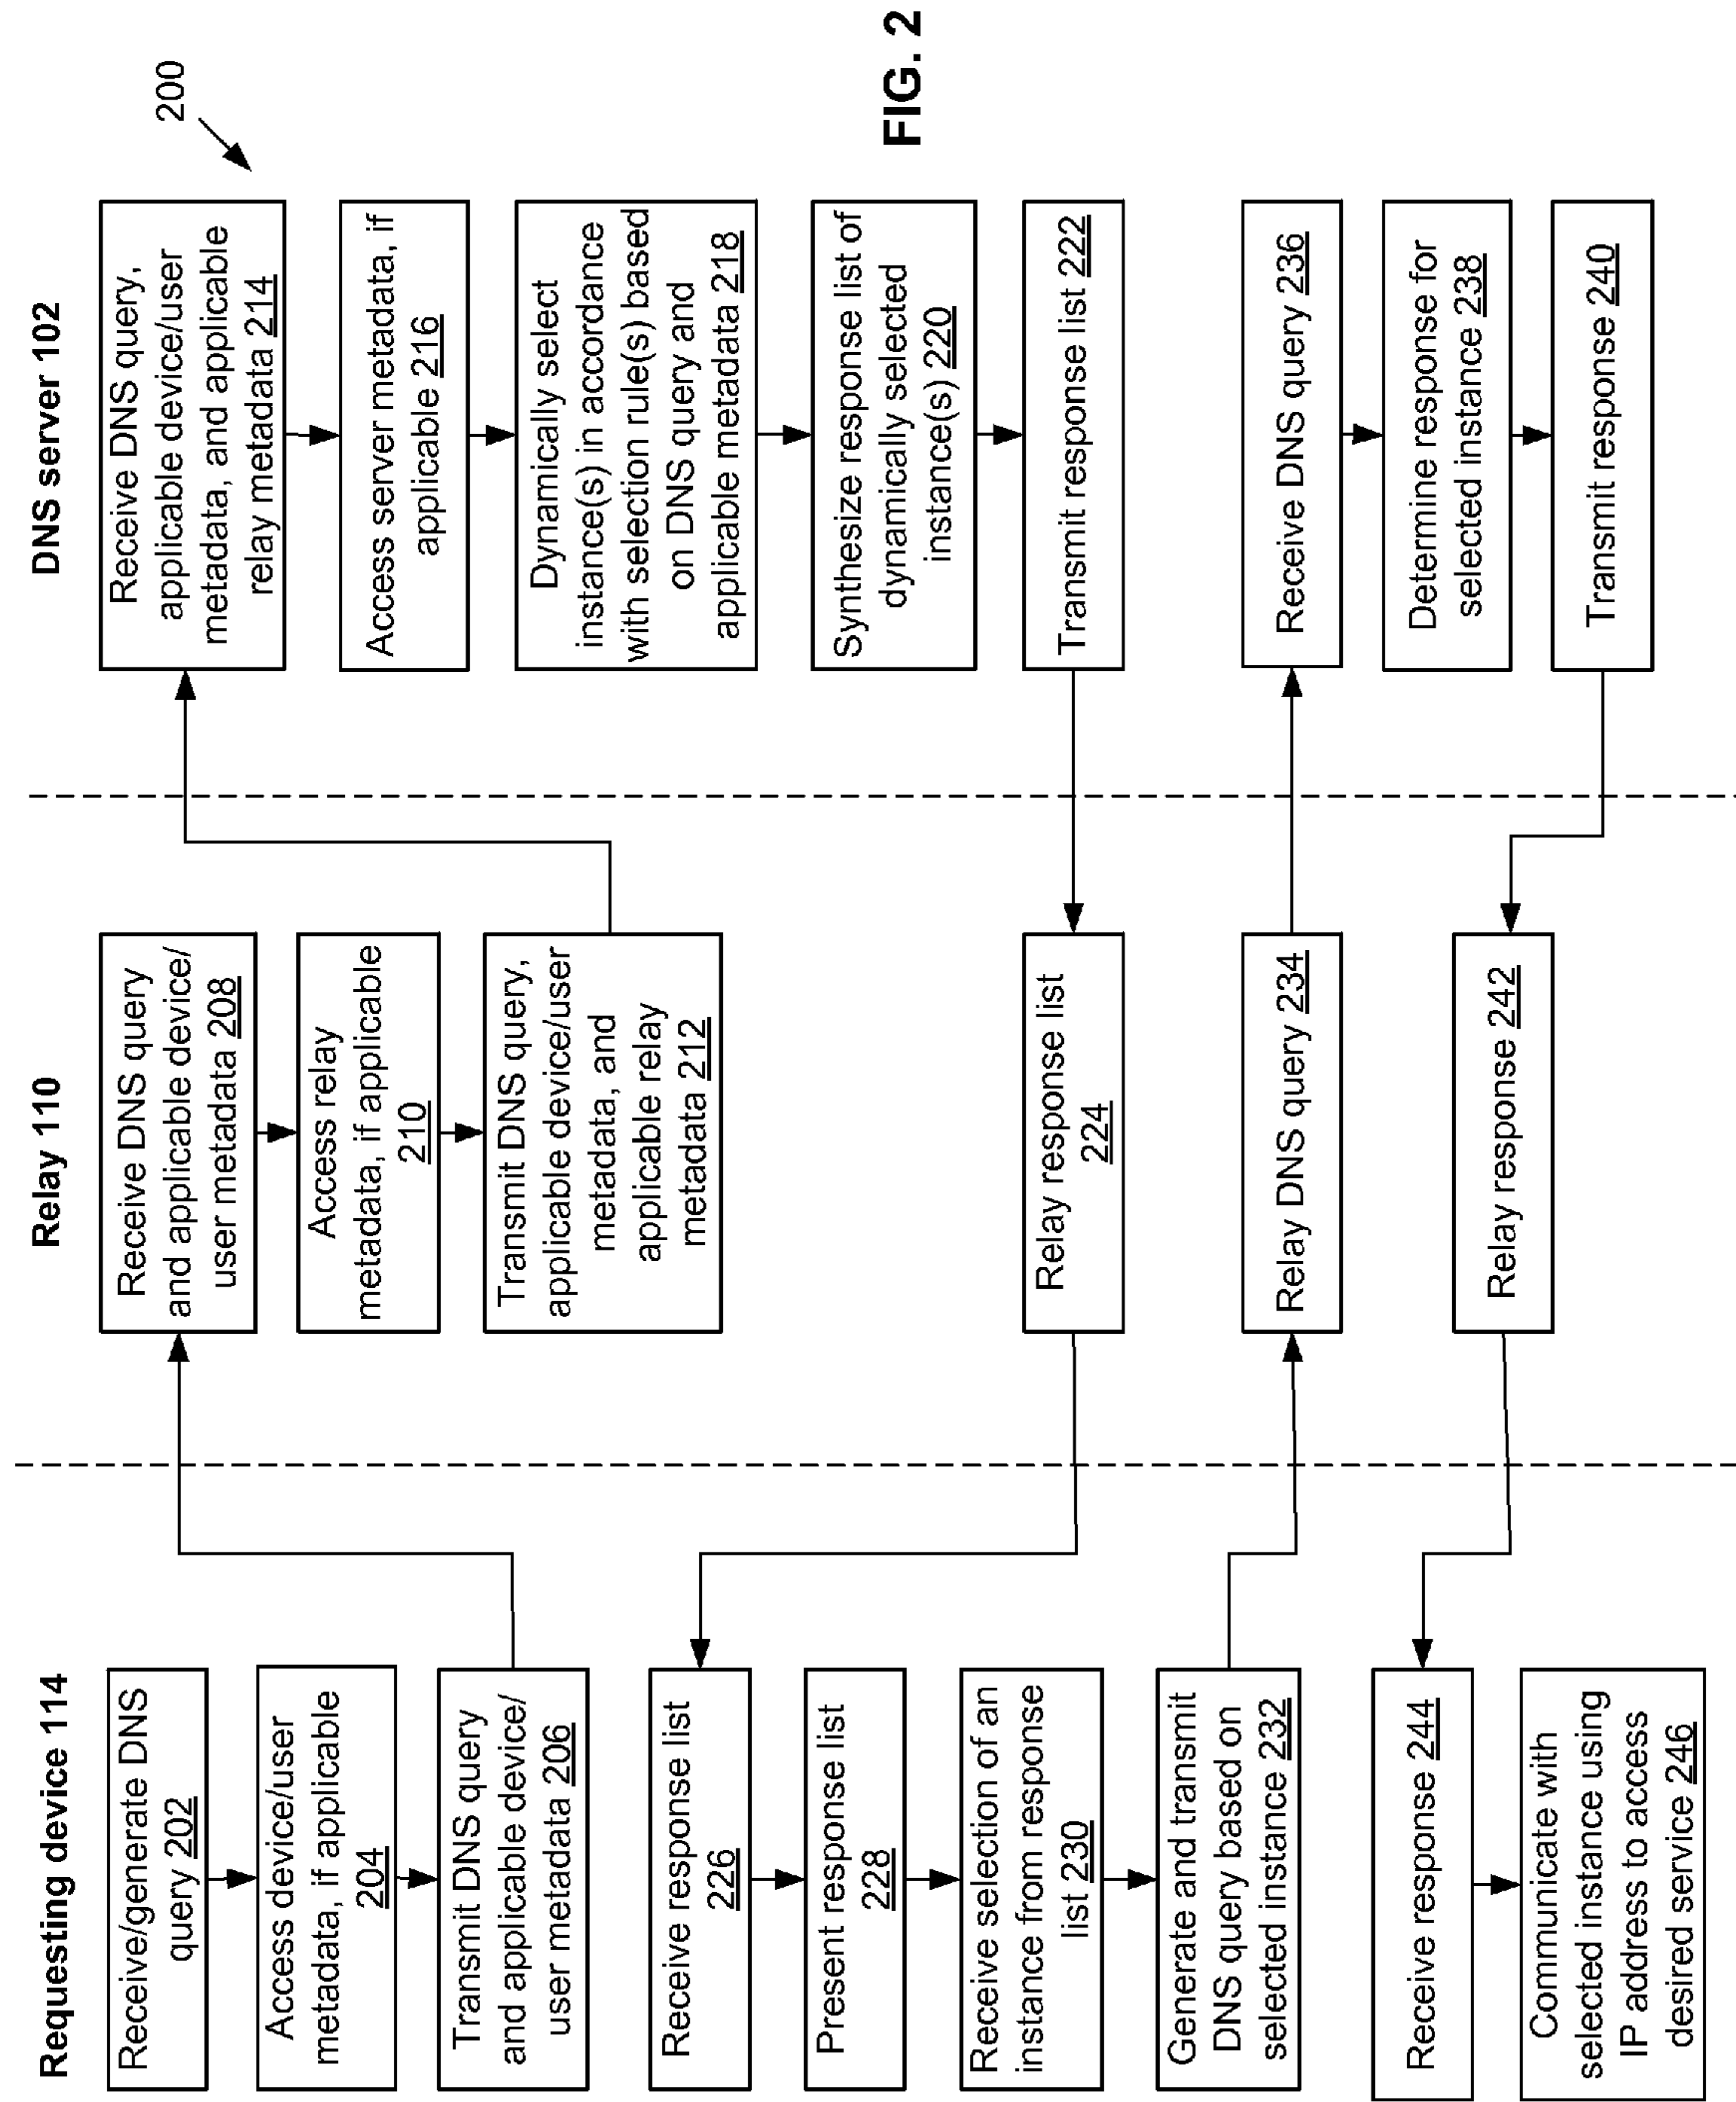 Requesting device 114
Receive/generate DNS
query 202
Access device/user
metadata, if applicable
204
Transmit DNS query
and applicable device/
user metadata 206
Receive response list
226
Present response list
228
Receive selection of an
instance from response
list 230
Generate and transmit
DNS query based on
selected instance 232
Receive response 244
Communicate with
selected instance using
IP address to access
desired service 246
Relay 110
Receive DNS query
and applicable device/
user metadata 208
Access relay
metadata, if applicable
210
Transmit DNS query,
applicable device/user
metadata, and
applicable relay
metadata 212
Relay response list
224
Relay DNS query 234
Relay response 242
DNS server 102
Receive DNS query,
applicable device/user
metadata, and applicable
relay metadata 214
Access server metadata, if
applicable 216
Dynamically select
instance(s) in accordance
with selection rule(s) based
on DNS query and
applicable metadata 218
Synthesize response list of
dynamically selected
instance(s) 220
Transmit response list 222
Receive DNS query 236
Determine response for
selected instance 238
Transmit response 240
200
FIG. 2